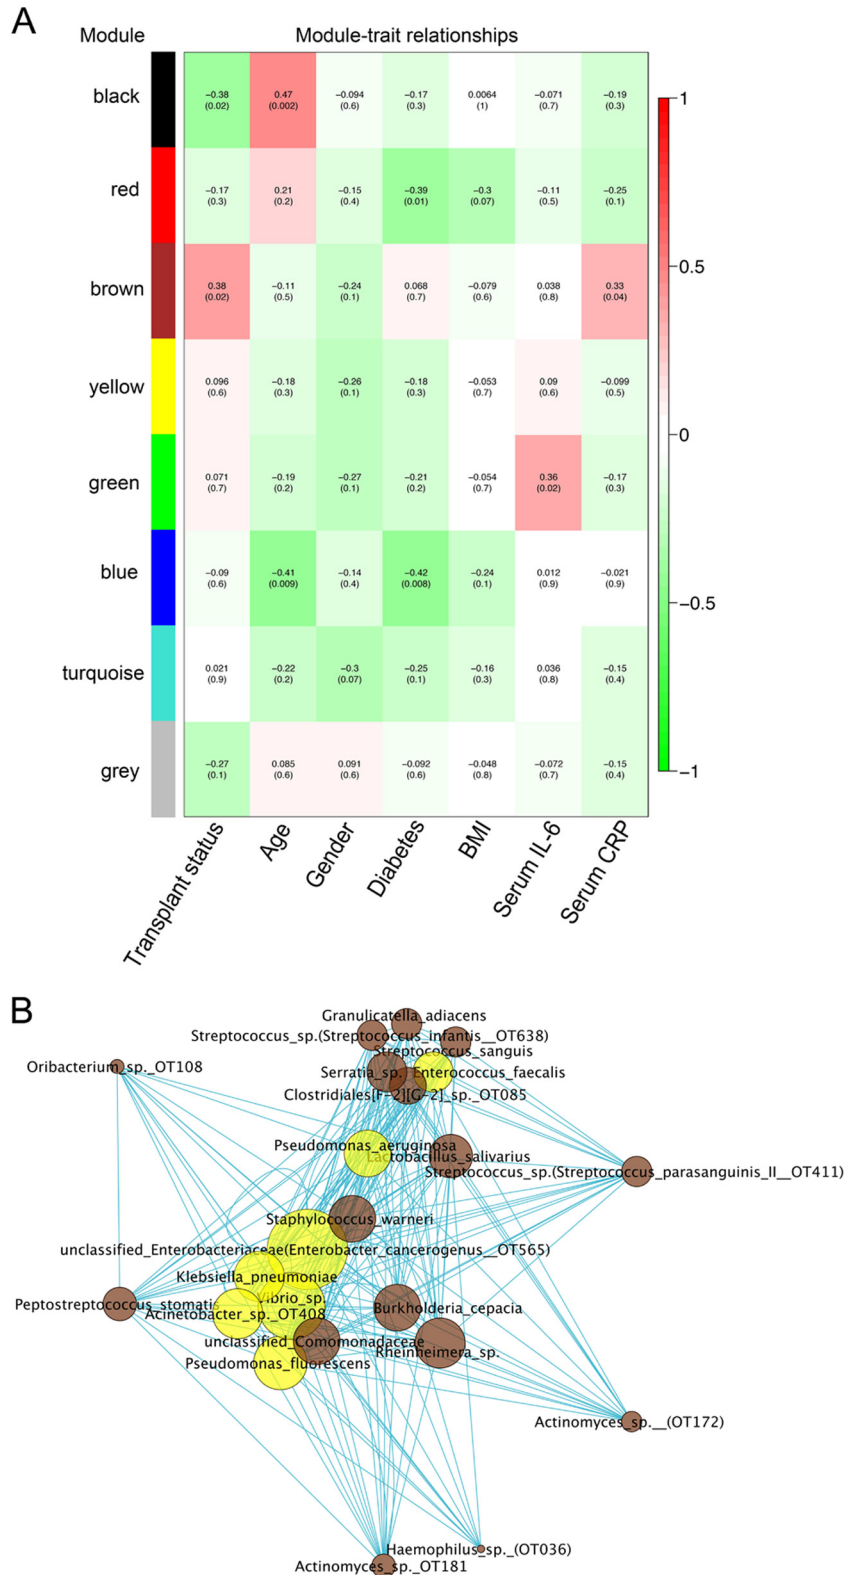 A
Module Module-trait relationships
black −0.38 0.47 −0.094 −0.17 0.0064 −0.071 −0.19
(0.02) (0.002) (0.6) (0.3) (1) (0.7) (0.3)
1
red −0.17 0.21 −0.15 −0.39 −0.3 −0.11 −0.25
(0.3) (0.2) (0.4) (0.01) (0.07) (0.5) (0.1)
0.5
brown 0.38 −0.11 −0.24 0.068 −0.079 0.038 0.33
(0.02) (0.5) (0.1) (0.7) (0.6) (0.8) (0.04)
yellow 0.096 −0.18 −0.26 −0.18 −0.053 0.09 −0.099
(0.6) (0.3) (0.1) (0.3) (0.7) (0.6) (0.5)
0
green 0.071 −0.19 −0.27 −0.21 −0.054 0.36 −0.17
(0.7) (0.2) (0.1) (0.2) (0.7) (0.02) (0.3)
blue −0.09 −0.41 −0.14 −0.42 −0.24 0.012 −0.021
(0.6) (0.009) (0.4) (0.008) (0.1) (0.9) (0.9)
−0.5
turquoise 0.021 −0.22 −0.3 −0.25 −0.16 0.036 −0.15
(0.9) (0.2) (0.07) (0.1) (0.3) (0.8) (0.4)
grey −0.27 0.085 0.091 −0.092 −0.048 −0.072 −0.15
(0.1) (0.6) (0.6) (0.6) (0.8) (0.7) (0.4)
−1
Transplant status Age Gender Diabetes BMI Serum IL-6 Serum CRP
B
Granulicatella_adiacens
Streptococcus_sp.(Streptococcus_infantis__OT638)
Streptococcus_sanguis
Oribacterium_sp._OT108
Serratia_sp. Enterococcus_faecalis
Clostridiales[F-2][G-2]_sp._OT085
Pseudomonas_aeruginosa
Lactobacillus_salivarius
Streptococcus_sp.(Streptococcus_parasanguinis_II__OT411)
Staphylococcus_warneri
unclassified_Enterobacteriaceae(Enterobacter_cancerogenus__OT565)
Klebsiella_pneumoniae
Vibrio_sp.
Peptostreptococcus_stomatis
Acinetobacter_sp._OT408
Burkholderia_cepacia
unclassified_Comomonadaceae
Rheinheimera_sp.
Pseudomonas_fluorescens
Actinomyces_sp.__(OT172)
Haemophilus_sp._(OT036)
Actinomyces_sp._OT181